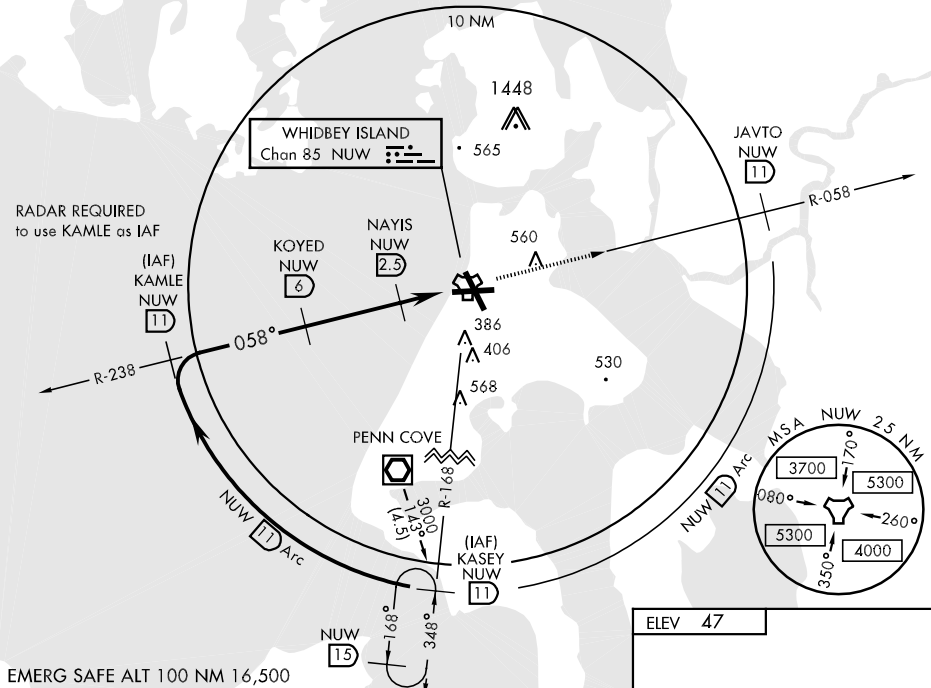 10 NM
1448
WHIDBEY ISLAND
Chan 85 NUW
565
JAVTO
NUW
11
R-058
RADAR REQUIRED
to use KAMLE as IAF
NAYIS
NUW
2.5
KOYED
NUW
6
560
(IAF)
KAMLE
NUW
11
058°
R-238
386
406
568
530
PENN COVE
R-168
3000
143°
(4.5)
NUW 11 Arc
NUW 11 Arc
(IAF)
KASEY
NUW
11
MSA NUW 25 NM
3700
170°
5300
080°
260°
5300
350°
4000
168°
348°
NUW
15
ELEV 47
EMERG SAFE ALT 100 NM 16,500